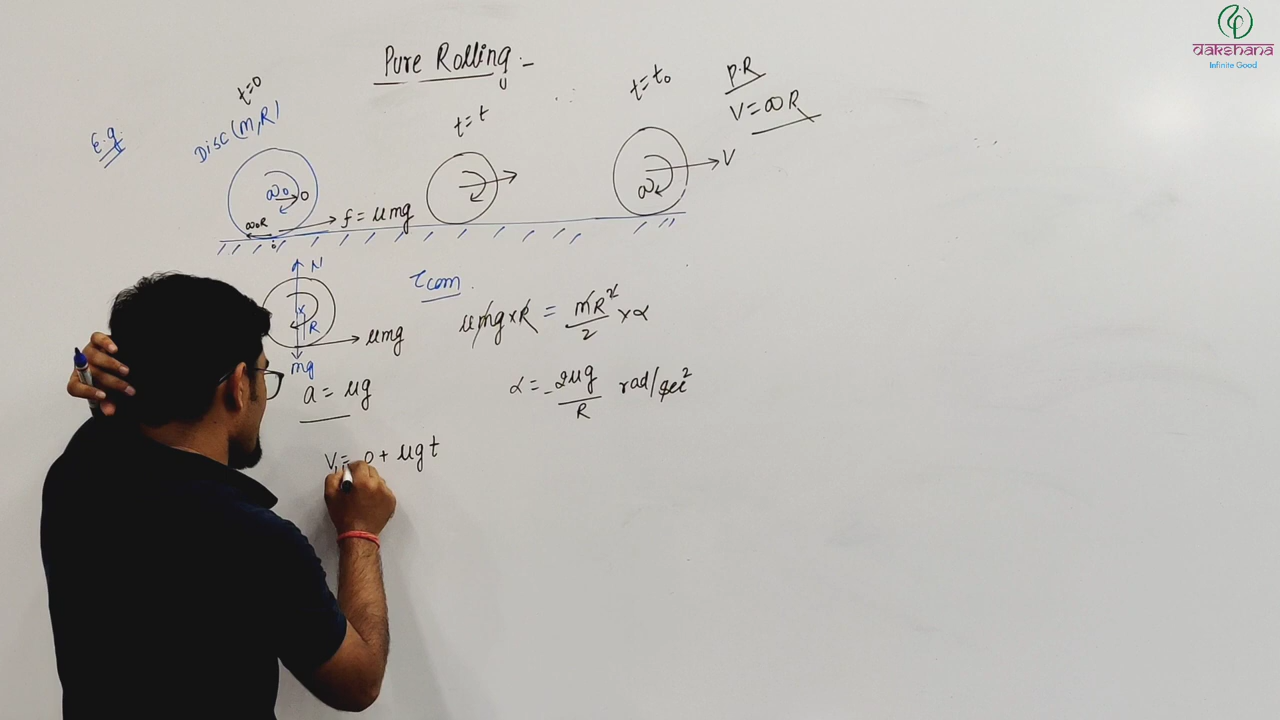 dakshana
Infinite Good
Pure Rolling :-
E.g.
Disc (M,R)
t=0
t=t
t=t₀
P.R
V=ωR
ω₀
0
ω₀R
f = μmg
ω
V
N
R
μmg
mg
τcom
μmg×R = mR²/2 ×α
a = μg
α = -2μg/R rad/sec²
V₁= 0 + μg t